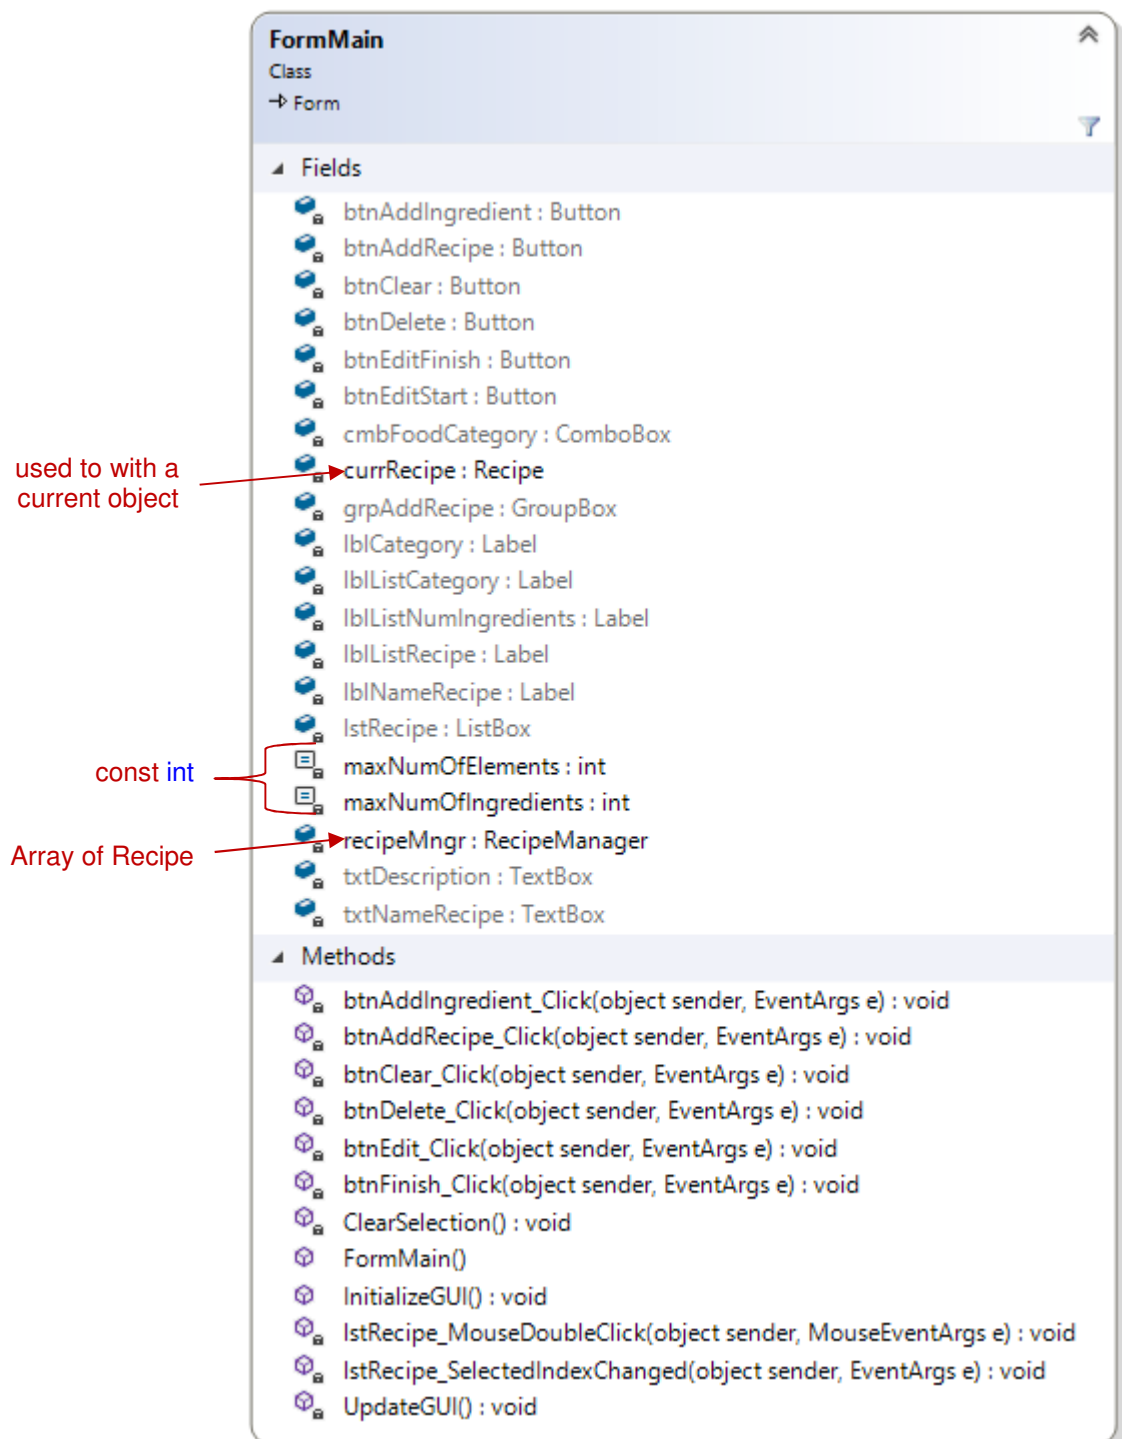 FormMain
Class
Form
Fields
btnAddIngredient : Button
btnAddRecipe : Button
btnClear : Button
btnDelete : Button
btnEditFinish : Button
btnEditStart : Button
cmbFoodCategory : ComboBox
used to with a
current object
currRecipe : Recipe
grpAddRecipe : GroupBox
lblCategory : Label
lblListCategory : Label
lblListNumIngredients : Label
lblListRecipe : Label
lblNameRecipe : Label
lstRecipe : ListBox
const int
maxNumOfElements : int
maxNumOfIngredients : int
Array of Recipe
recipeMngr : RecipeManager
txtDescription : TextBox
txtNameRecipe : TextBox
Methods
btnAddIngredient_Click(object sender, EventArgs e) : void
btnAddRecipe_Click(object sender, EventArgs e) : void
btnClear_Click(object sender, EventArgs e) : void
btnDelete_Click(object sender, EventArgs e) : void
btnEdit_Click(object sender, EventArgs e) : void
btnFinish_Click(object sender, EventArgs e) : void
ClearSelection() : void
FormMain()
InitializeGUI() : void
lstRecipe_MouseDoubleClick(object sender, MouseEventArgs e) : void
lstRecipe_SelectedIndexChanged(object sender, EventArgs e) : void
UpdateGUI() : void